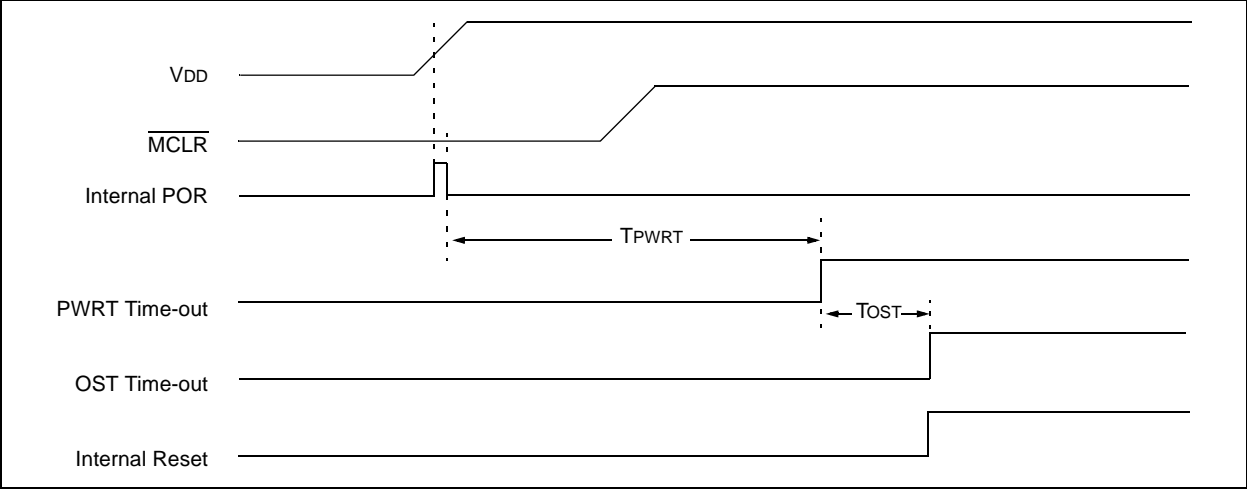 VDD
MCLR
Internal POR
TPWRT
PWRT Time-out
TOST
OST Time-out
Internal Reset